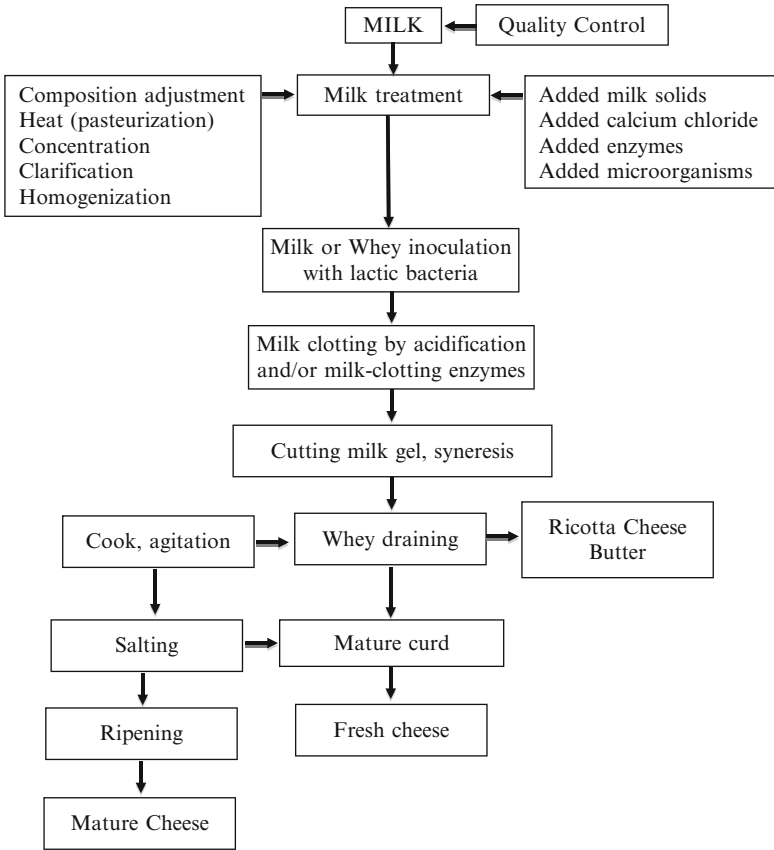 MILK
Quality Control
Composition adjustment
Heat (pasteurization)
Concentration
Clarification
Homogenization
Milk treatment
Added milk solids
Added calcium chloride
Added enzymes
Added microorganisms
Milk or Whey inoculation
with lactic bacteria
Milk clotting by acidification
and/or milk-clotting enzymes
Cutting milk gel, syneresis
Cook, agitation
Whey draining
Ricotta Cheese
Butter
Salting
Mature curd
Ripening
Fresh cheese
Mature Cheese